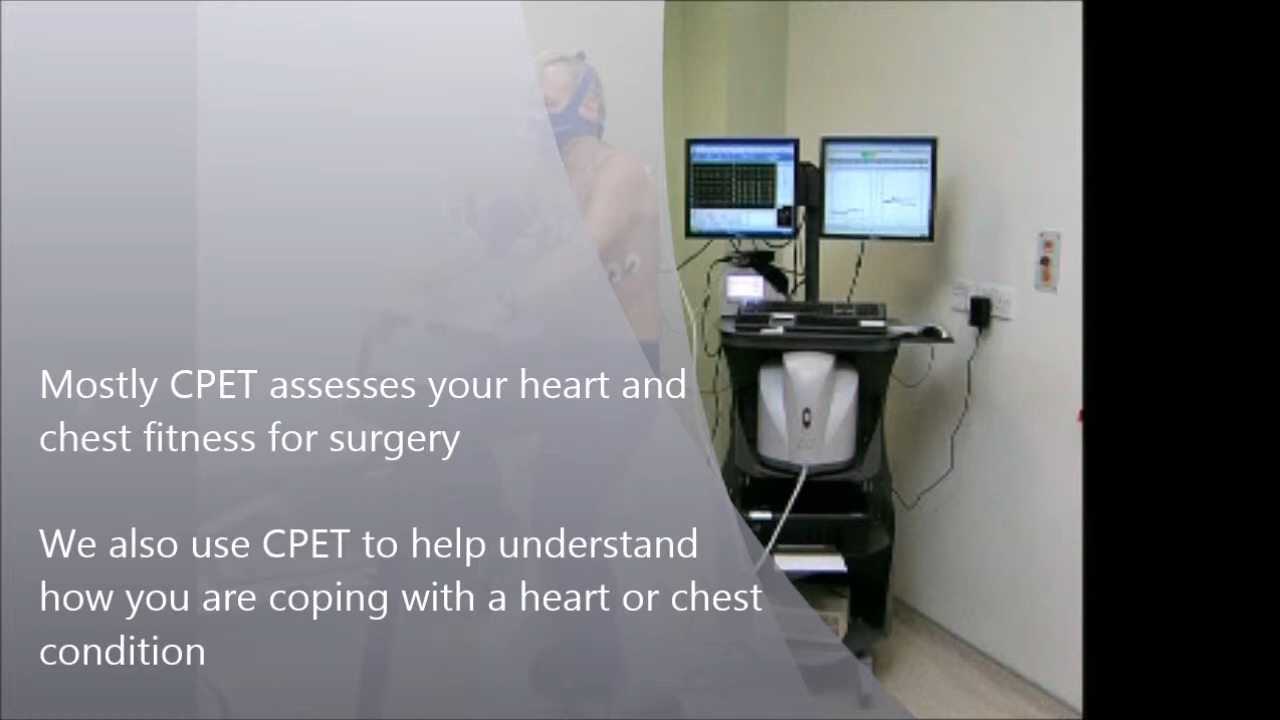 Mostly CPET assesses your heart and
chest fitness for surgery
We also use CPET to help understand
how you are coping with a heart or chest
condition